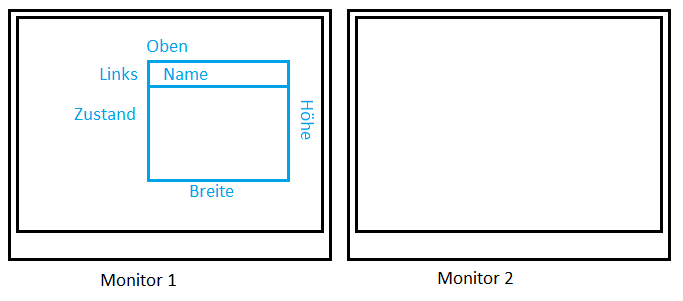 Oben
Links
Name
Zustand
Höhe
Breite
Monitor 1
Monitor 2